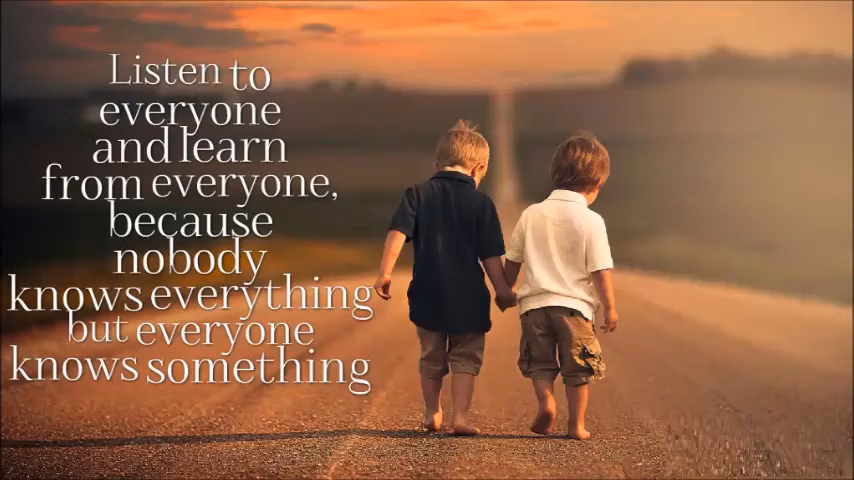 Listen to
everyone
and learn
from everyone,
because
nobody
knows everything
but everyone
knows something